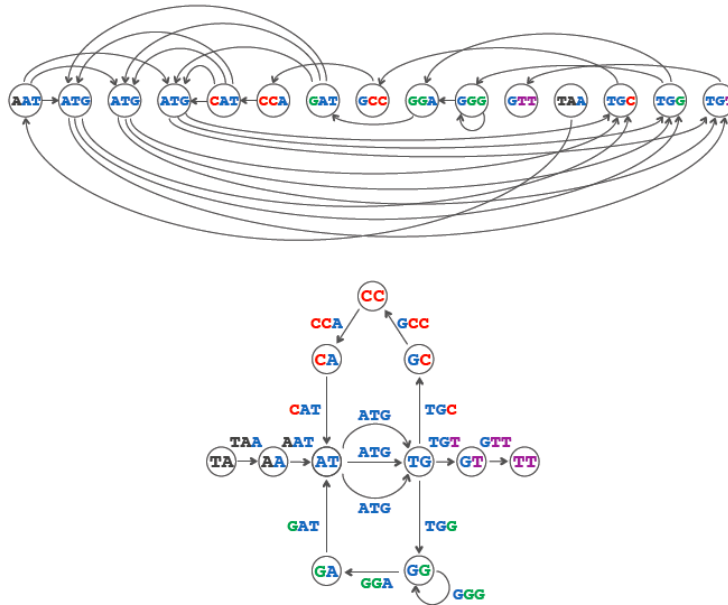 AAT ATG ATG ATG CAT CCA GAT GCC GGA GGG GTT TAA TGC TGG TGT
CC
CCA GCC
CA GC
CAT ATG TGC
TAA AAT ATG TGT GTT
TA AA AT TG GT TT
ATG
GAT TGG
GA GG
GGA GGG